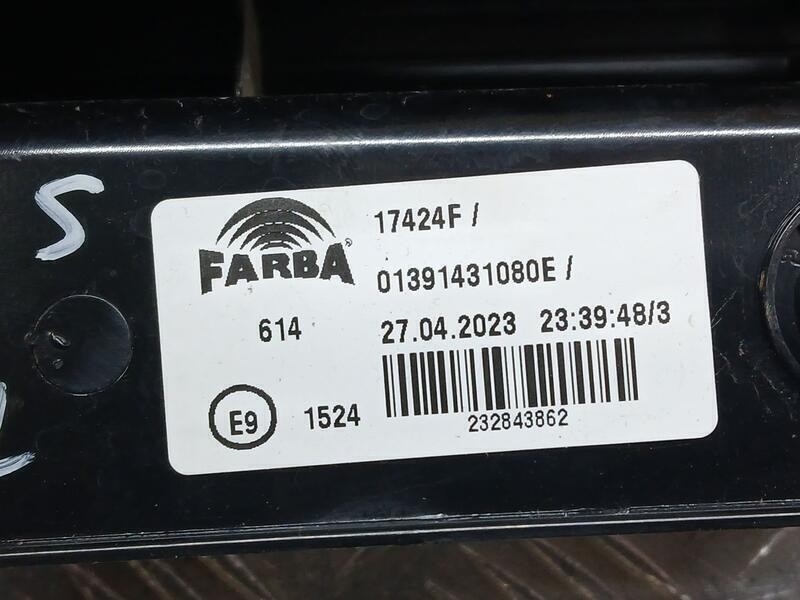 S
FARBA®
17424F /
01391431080E /
614
27.04.2023 23:39:48/3
E9
1524
232843862